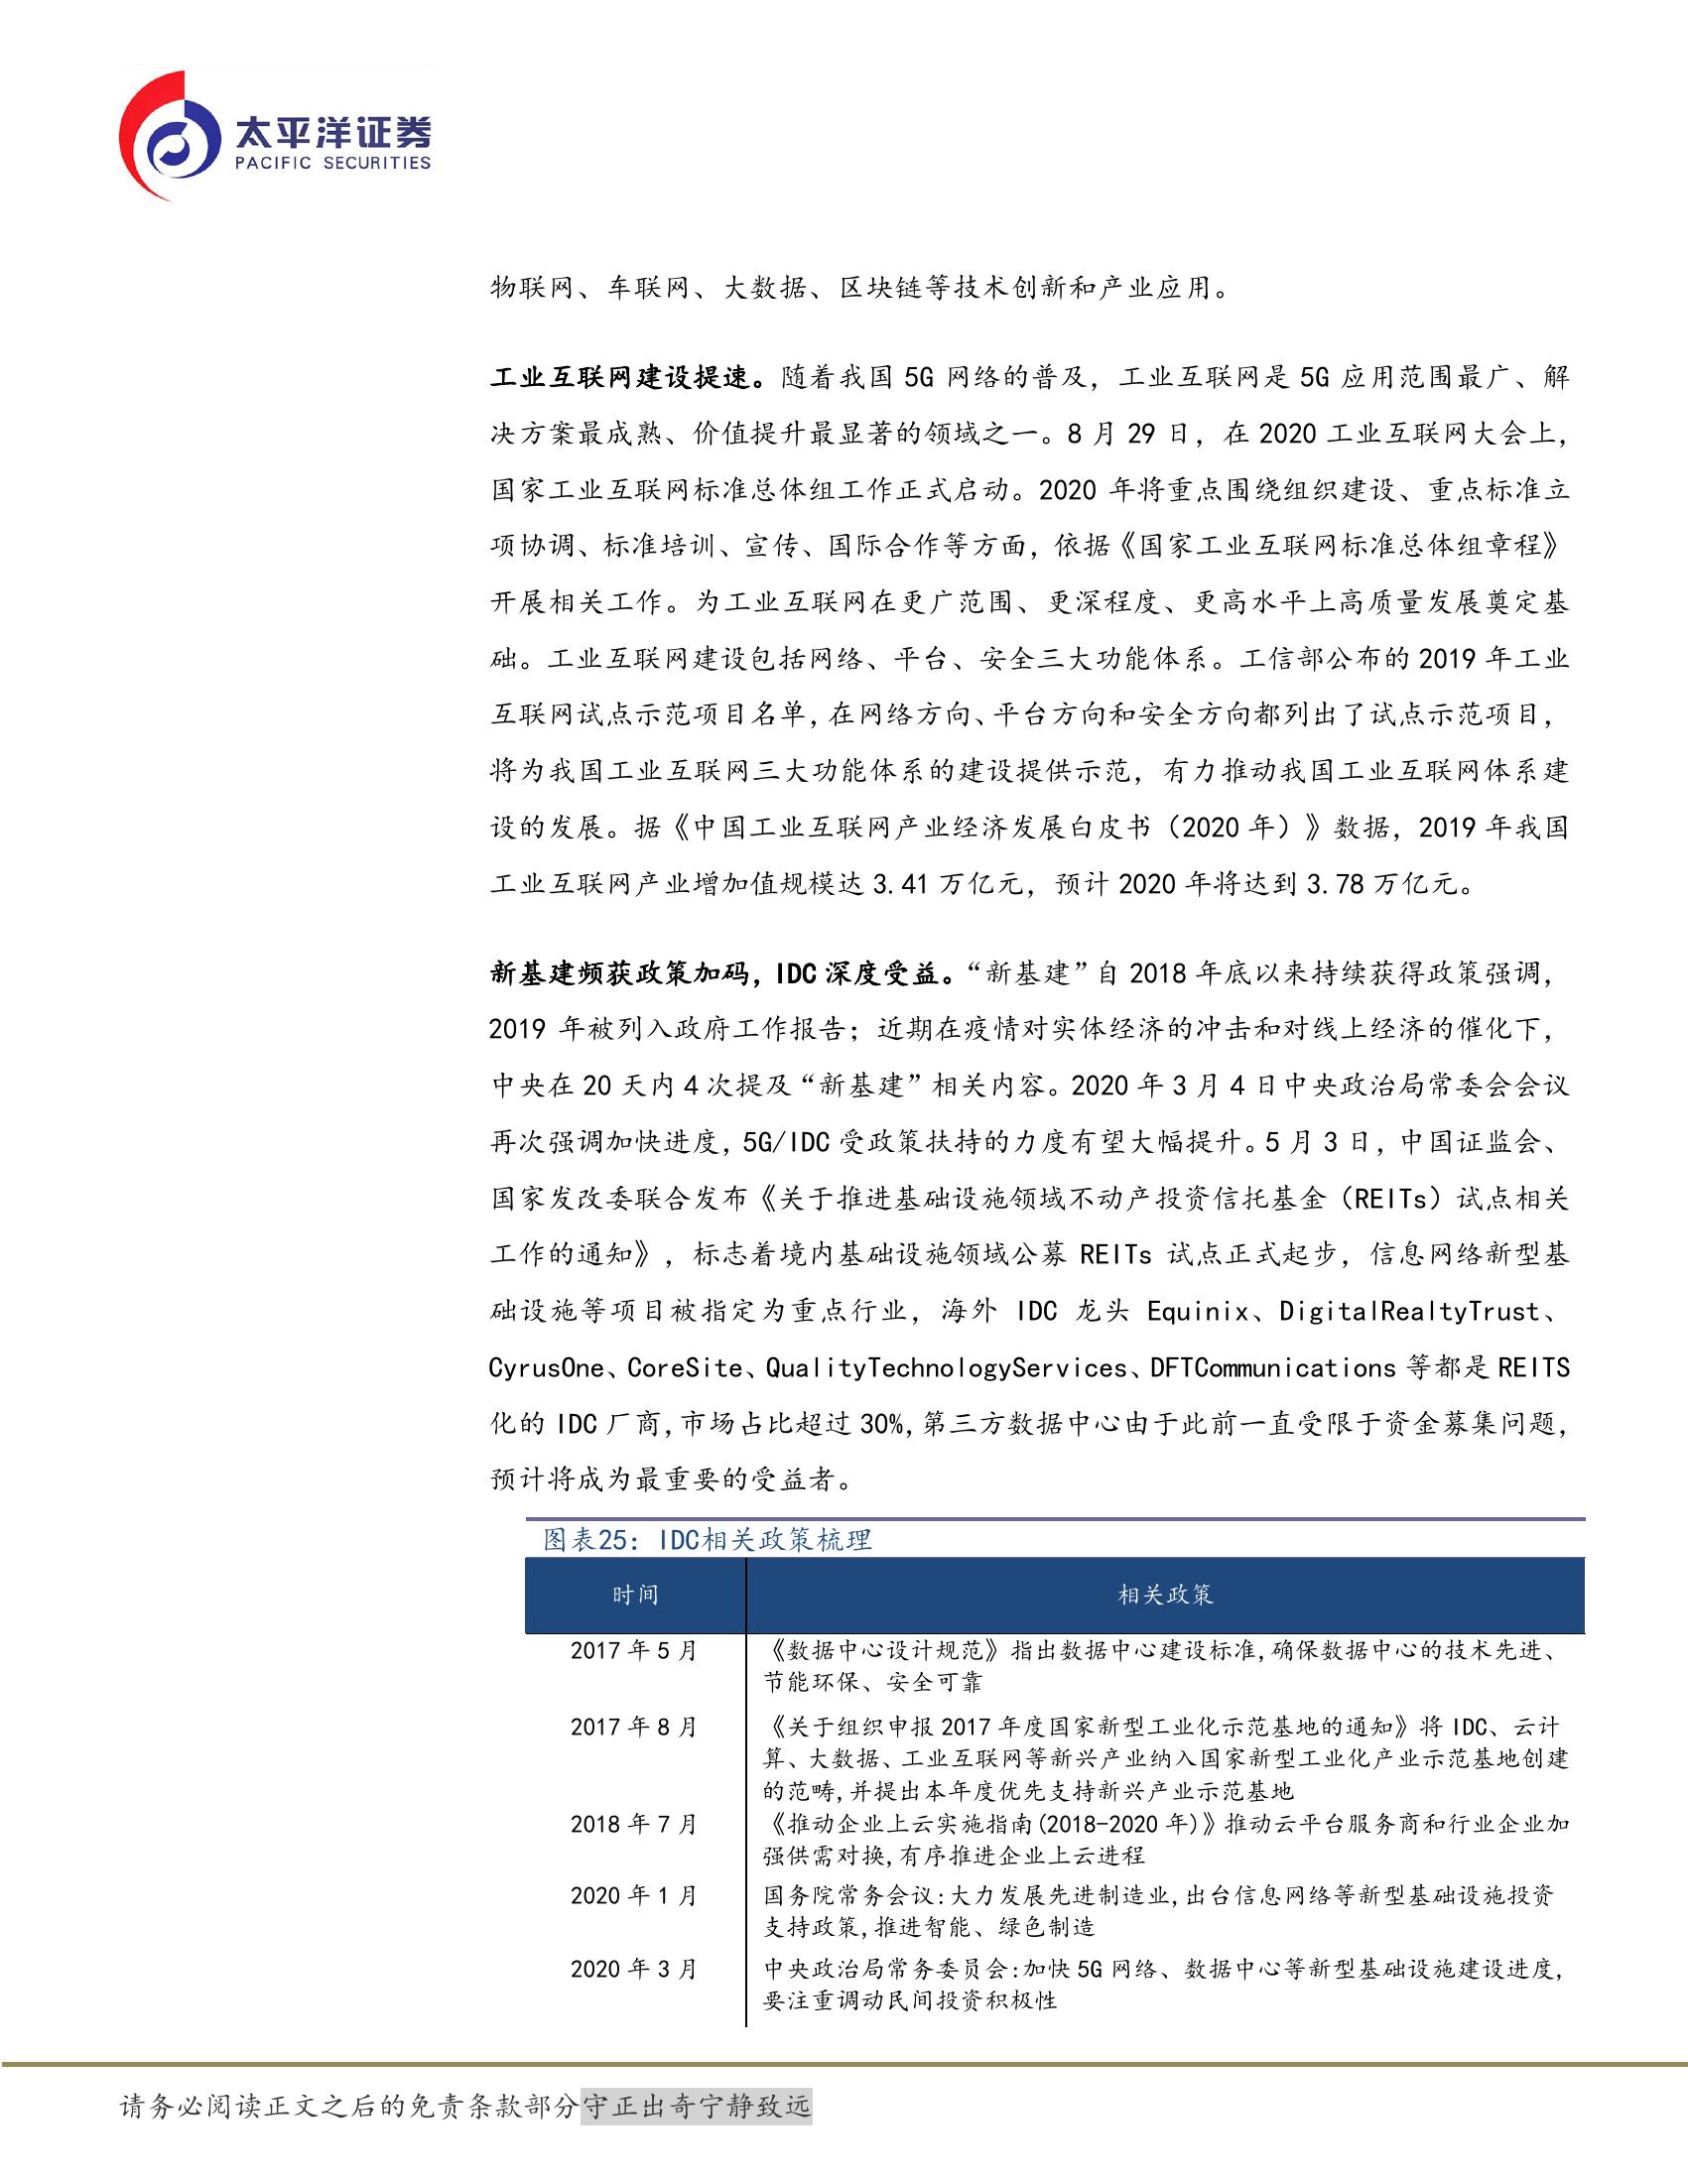 太平洋证券
PACIFIC SECURITIES
物联网、车联网、大数据、区块链等技术创新和产业应用。
工业互联网建设提速。随着我国 5G 网络的普及，工业互联网是 5G 应用范围最广、解
决方案最成熟、价值提升最显著的领域之一。8 月 29 日，在 2020 工业互联网大会上，
国家工业互联网标准总体组工作正式启动。2020 年将重点围绕组织建设、重点标准立
项协调、标准培训、宣传、国际合作等方面，依据《国家工业互联网标准总体组章程》
开展相关工作。为工业互联网在更广范围、更深程度、更高水平上高质量发展奠定基
础。工业互联网建设包括网络、平台、安全三大功能体系。工信部公布的 2019 年工业
互联网试点示范项目名单，在网络方向、平台方向和安全方向都列出了试点示范项目，
将为我国工业互联网三大功能体系的建设提供示范，有力推动我国工业互联网体系建
设的发展。据《中国工业互联网产业经济发展白皮书（2020 年）》数据，2019 年我国
工业互联网产业增加值规模达 3.41 万亿元，预计 2020 年将达到 3.78 万亿元。
新基建频获政策加码，IDC 深度受益。“新基建”自 2018 年底以来持续获得政策强调，
2019 年被列入政府工作报告；近期在疫情对实体经济的冲击和对线上经济的催化下，
中央在 20 天内 4 次提及“新基建”相关内容。2020 年 3 月 4 日中央政治局常委会会议
再次强调加快进度，5G/IDC 受政策扶持的力度有望大幅提升。5 月 3 日，中国证监会、
国家发改委联合发布《关于推进基础设施领域不动产投资信托基金（REITs）试点相关
工作的通知》，标志着境内基础设施领域公募 REITs 试点正式起步，信息网络新型基
础设施等项目被指定为重点行业，海外 IDC 龙头 Equinix、DigitalRealtyTrust、
CyrusOne、CoreSite、QualityTechnologyServices、DFTCommunications 等都是 REITS
化的 IDC 厂商,市场占比超过 30%,第三方数据中心由于此前一直受限于资金募集问题，
预计将成为最重要的受益者。
图表25：IDC相关政策梳理
时间 相关政策
2017 年 5 月 《数据中心设计规范》指出数据中心建设标准,确保数据中心的技术先进、
节能环保、安全可靠
2017 年 8 月 《关于组织申报 2017 年度国家新型工业化示范基地的通知》将 IDC、云计
算、大数据、工业互联网等新兴产业纳入国家新型工业化产业示范基地创建
的范畴,并提出本年度优先支持新兴产业示范基地
2018 年 7 月 《推动企业上云实施指南(2018-2020 年)》推动云平台服务商和行业企业加
强供需对换,有序推进企业上云进程
2020 年 1 月 国务院常务会议:大力发展先进制造业,出台信息网络等新型基础设施投资
支持政策,推进智能、绿色制造
2020 年 3 月 中央政治局常务委员会:加快 5G 网络、数据中心等新型基础设施建设进度,
要注重调动民间投资积极性
请务必阅读正文之后的免责条款部分守正出奇宁静致远